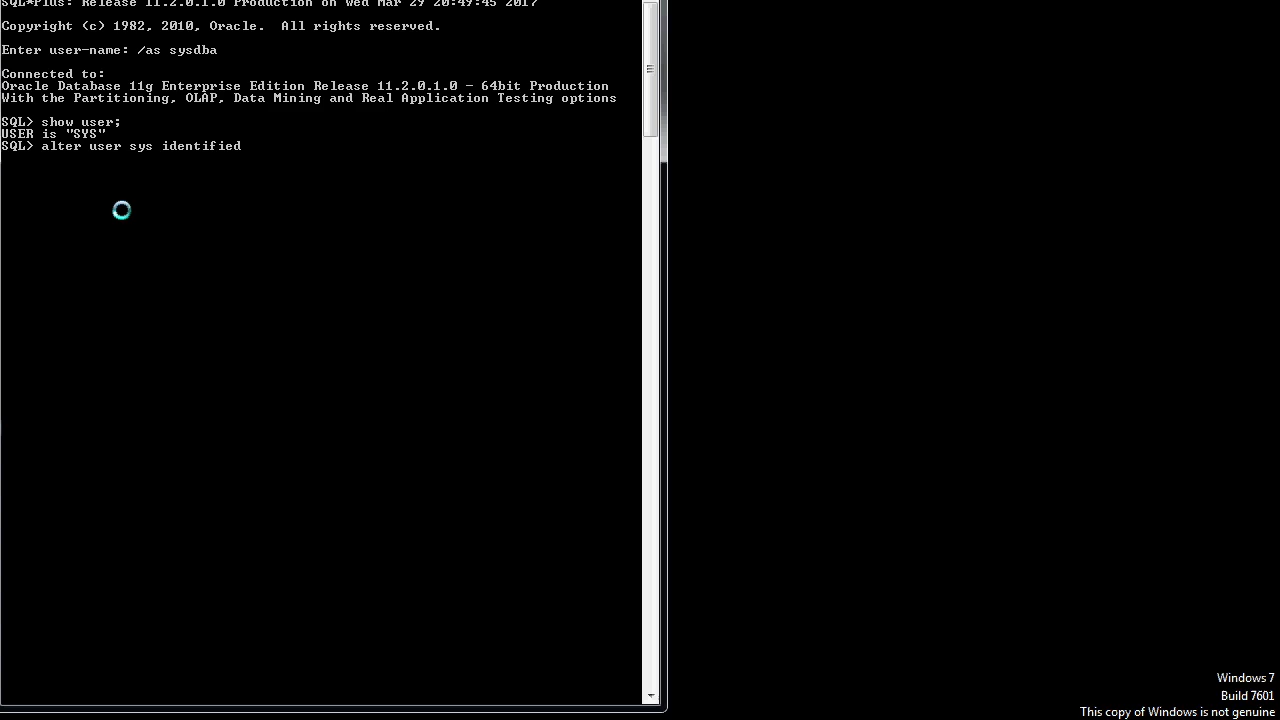 SQL*Plus: Release 11.2.0.1.0 Production on Wed Mar 29 20:49:45 2017
Copyright (c) 1982, 2010, Oracle.  All rights reserved.
Enter user-name: /as sysdba
Connected to:
Oracle Database 11g Enterprise Edition Release 11.2.0.1.0 - 64bit Production
With the Partitioning, OLAP, Data Mining and Real Application Testing options
SQL> show user;
USER is "SYS"
SQL> alter user sys identified
Windows 7
Build 7601
This copy of Windows is not genuine